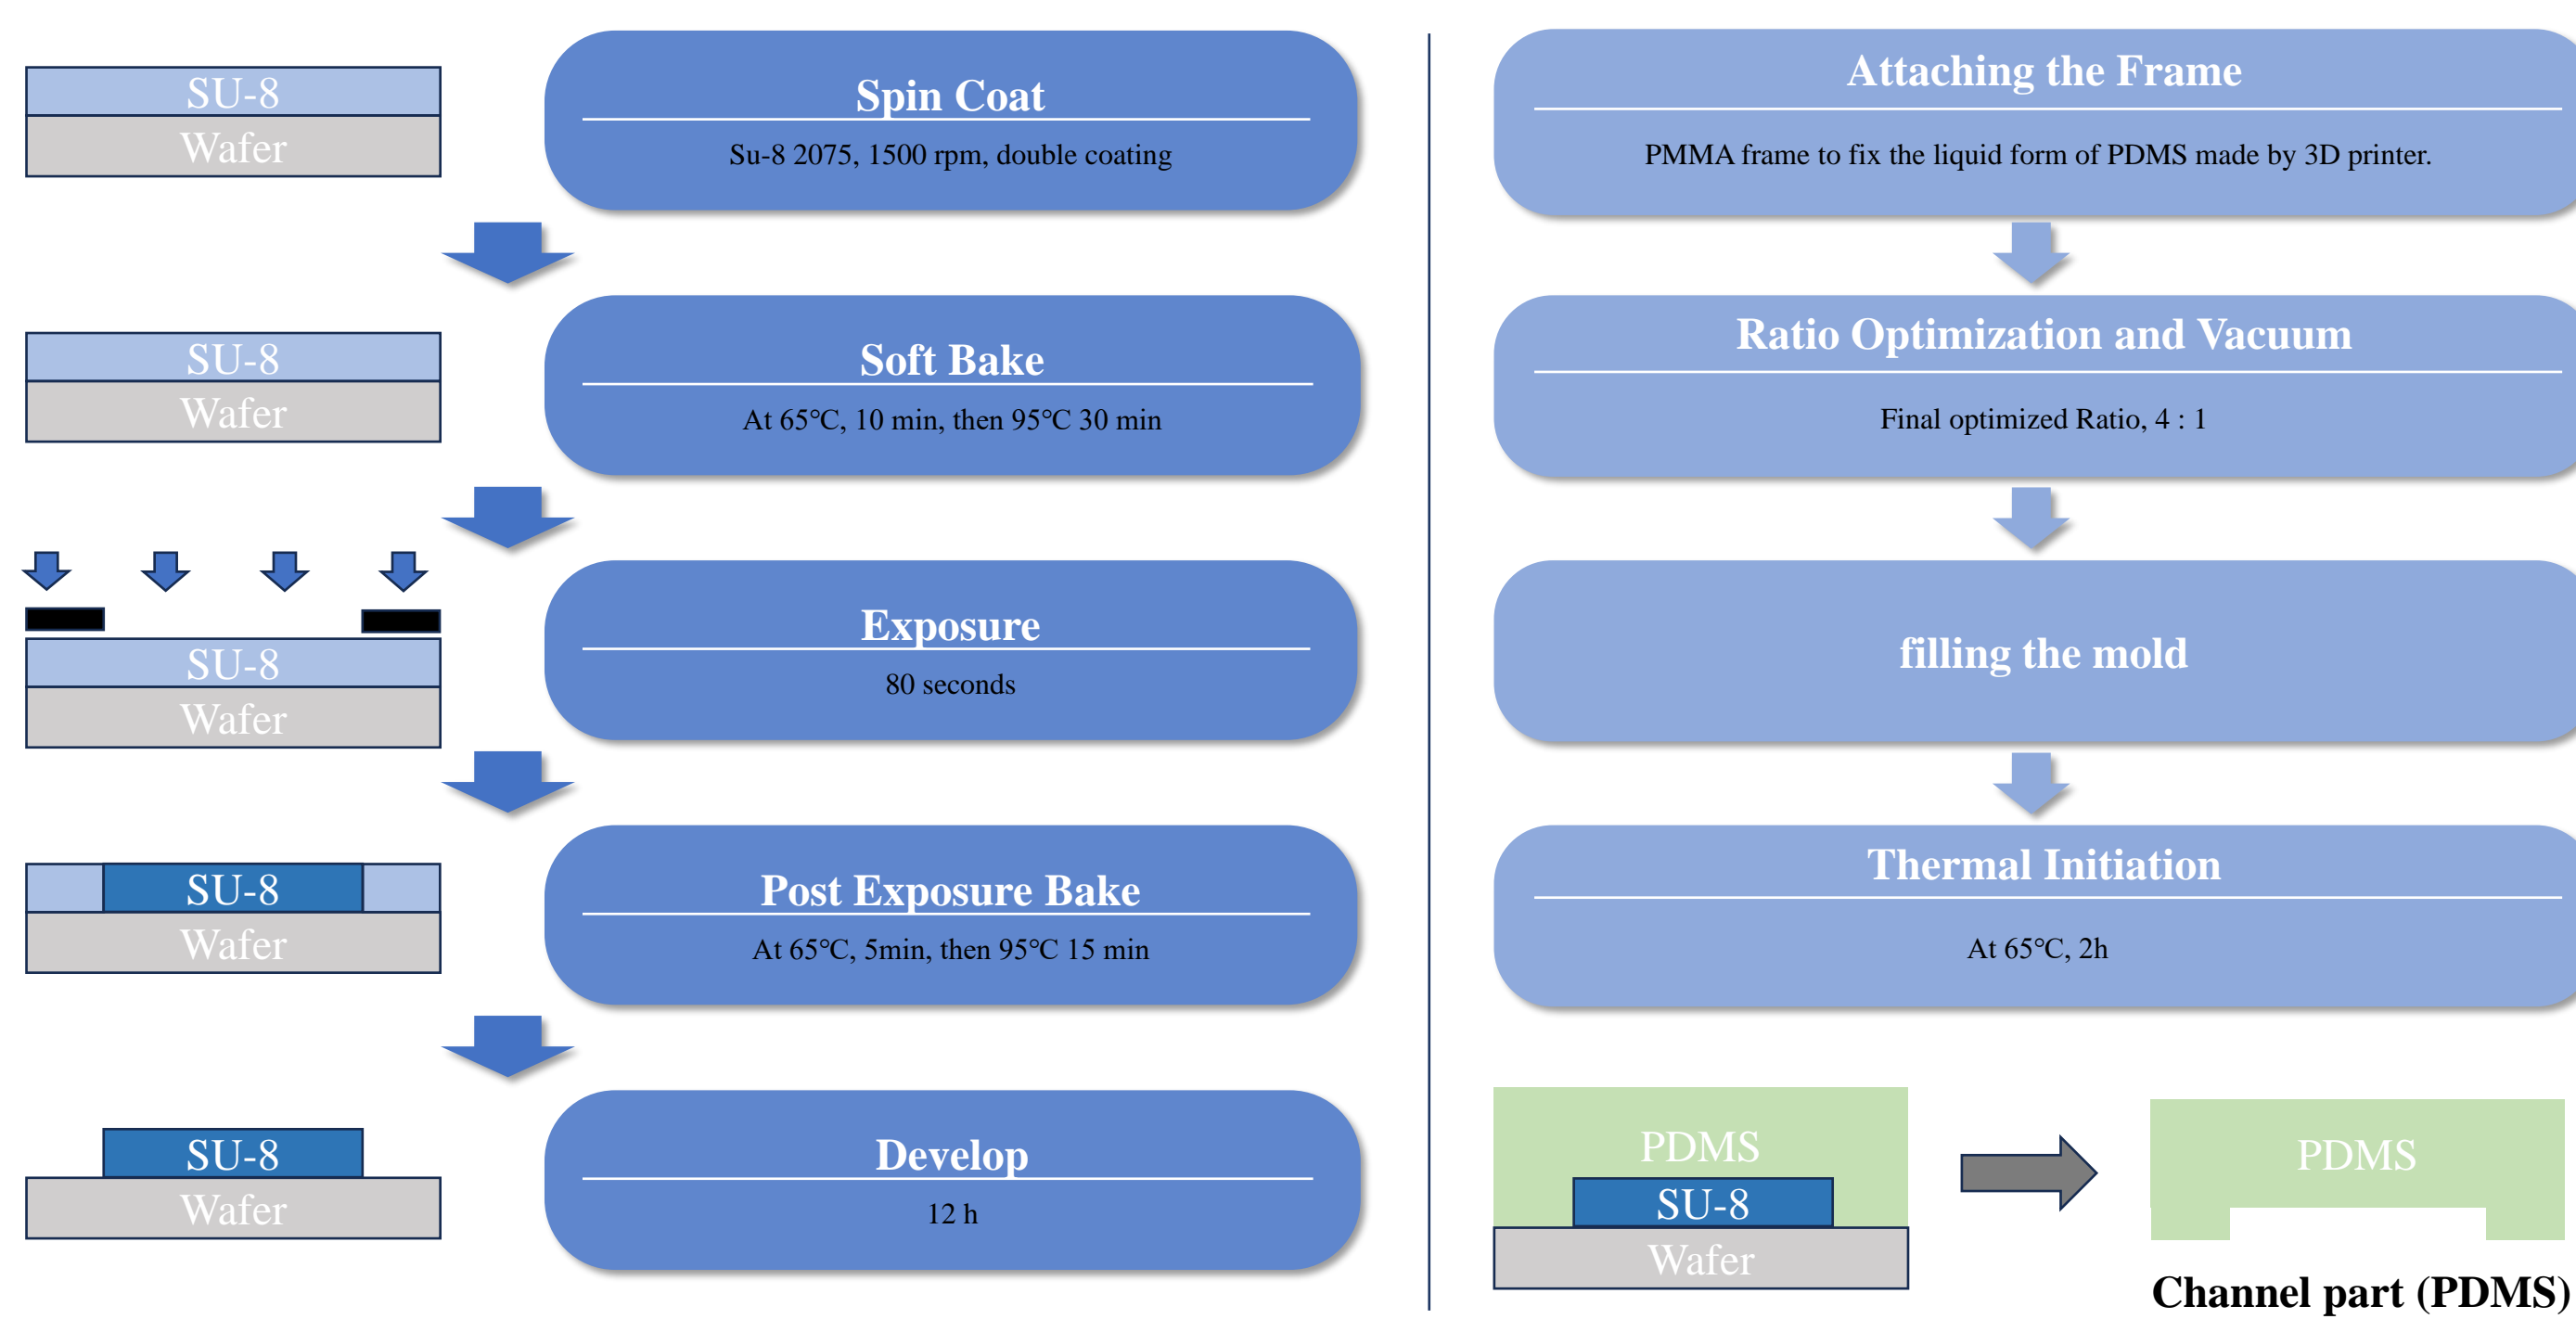 SU-8
Wafer
Spin Coat
Su-8 2075, 1500 rpm, double coating
SU-8
Wafer
Soft Bake
At 65℃, 10 min, then 95℃ 30 min
SU-8
Wafer
Exposure
80 seconds
SU-8
Wafer
Post Exposure Bake
At 65℃, 5min, then 95℃ 15 min
SU-8
Wafer
Develop
12 h
Attaching the Frame
PMMA frame to fix the liquid form of PDMS made by 3D printer.
Ratio Optimization and Vacuum
Final optimized Ratio, 4 : 1
filling the mold
Thermal Initiation
At 65℃, 2h
PDMS
SU-8
Wafer
PDMS
Channel part (PDMS)